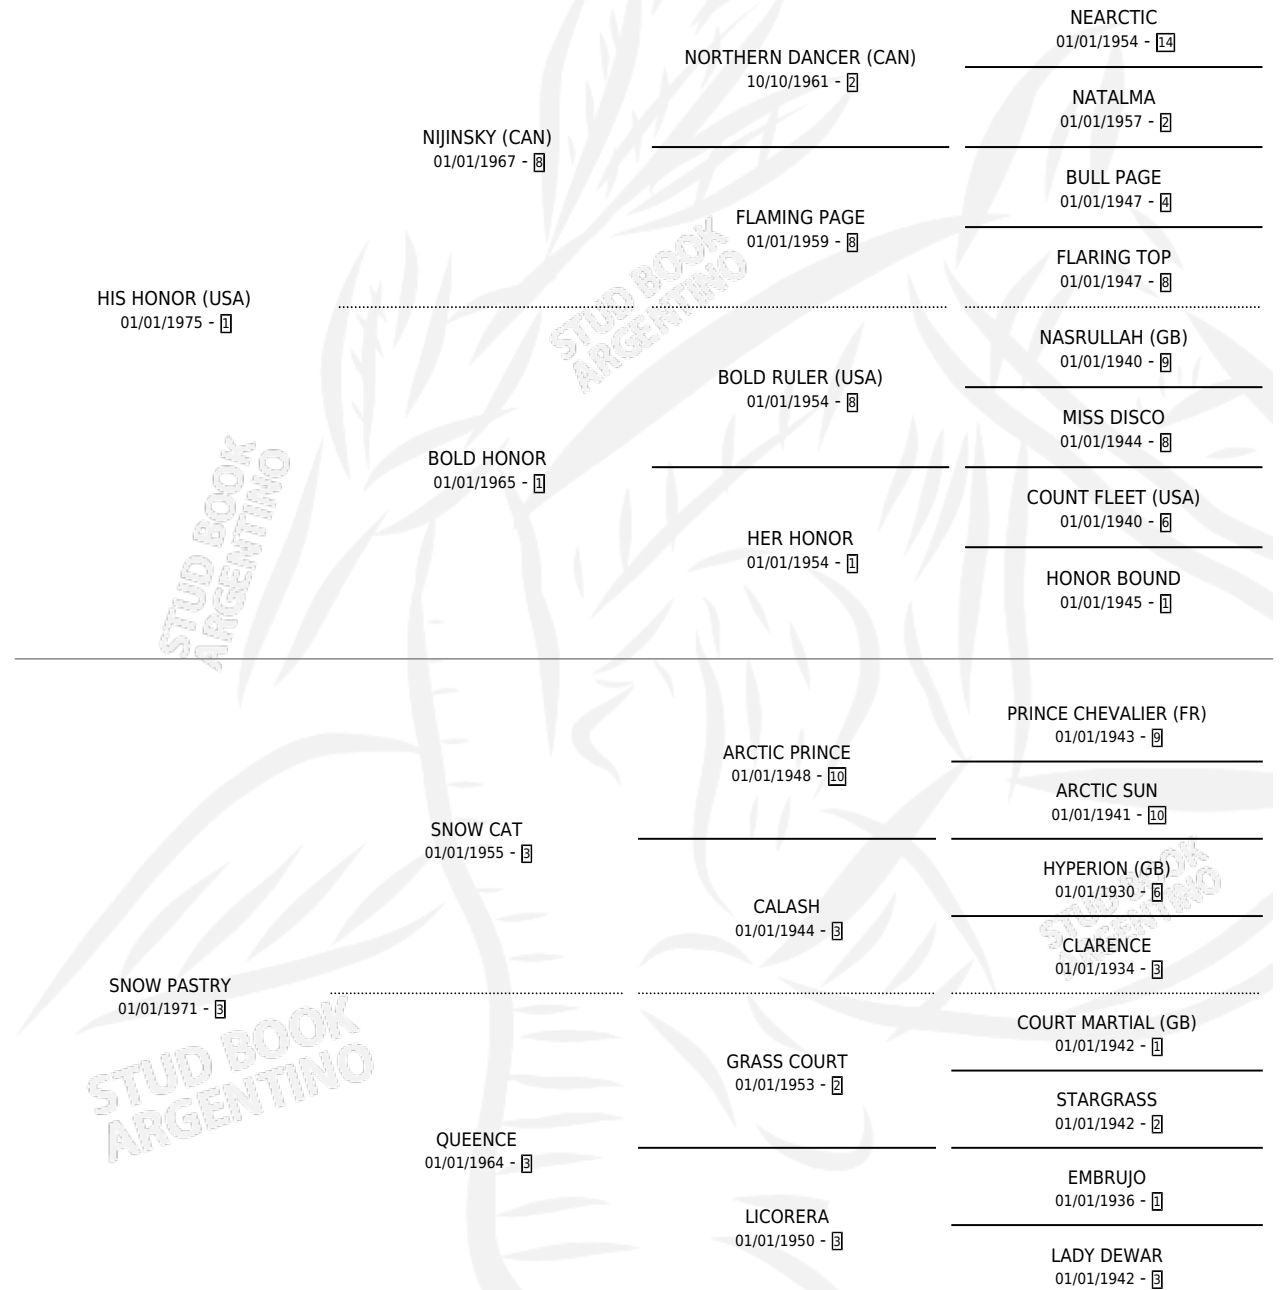 NEARCTIC
01/01/1954 - 14
NORTHERN DANCER (CAN)
10/10/1961 - 2
NATALMA
01/01/1957 - 2
NIJINSKY (CAN)
01/01/1967 - 8
BULL PAGE
01/01/1947 - 4
FLAMING PAGE
01/01/1959 - 8
FLARING TOP
01/01/1947 - 8
HIS HONOR (USA)
01/01/1975 - 1
NASRULLAH (GB)
01/01/1940 - 9
BOLD RULER (USA)
01/01/1954 - 8
MISS DISCO
01/01/1944 - 8
BOLD HONOR
01/01/1965 - 1
COUNT FLEET (USA)
01/01/1940 - 6
HER HONOR
01/01/1954 - 1
HONOR BOUND
01/01/1945 - 1
PRINCE CHEVALIER (FR)
01/01/1943 - 9
ARCTIC PRINCE
01/01/1948 - 10
ARCTIC SUN
01/01/1941 - 10
SNOW CAT
01/01/1955 - 3
HYPERION (GB)
01/01/1930 - 6
CALASH
01/01/1944 - 3
CLARENCE
01/01/1934 - 3
SNOW PASTRY
01/01/1971 - 3
COURT MARTIAL (GB)
01/01/1942 - 1
GRASS COURT
01/01/1953 - 2
STARGRASS
01/01/1942 - 2
QUEENCE
01/01/1964 - 3
EMBRUJO
01/01/1936 - 1
LICORERA
01/01/1950 - 3
LADY DEWAR
01/01/1942 - 3
STUD BOOK
ARGENTINO
STUD BOOK
ARGENTINO
STUD BOOK
ARGENTINO
STUD BOOK
ARGENTINO